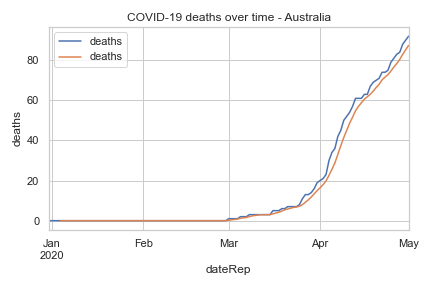 COVID-19 deaths over time - Australia
deaths
deaths
deaths
80
60
40
20
0
Jan
2020
Feb
Mar
Apr
May
dateRep